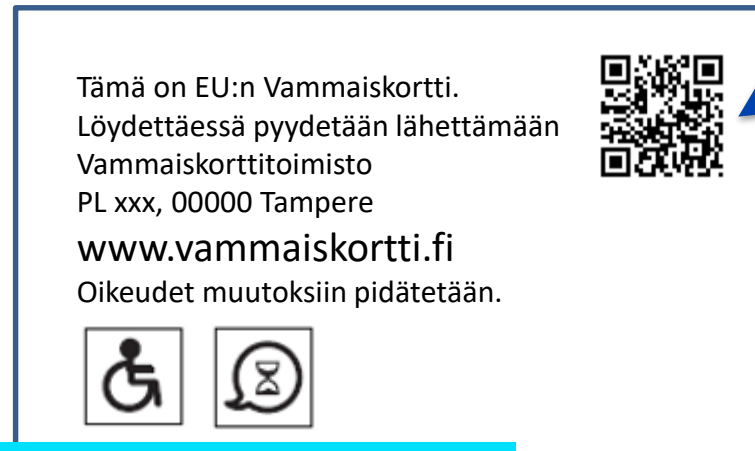 Tämä on EU:n Vammaiskortti.
Löydettäessä pyydetään lähettämään
Vammaiskorttitoimisto
PL xxx, 00000 Tampere
www.vammaiskortti.fi
Oikeudet muutoksiin pidätetään.